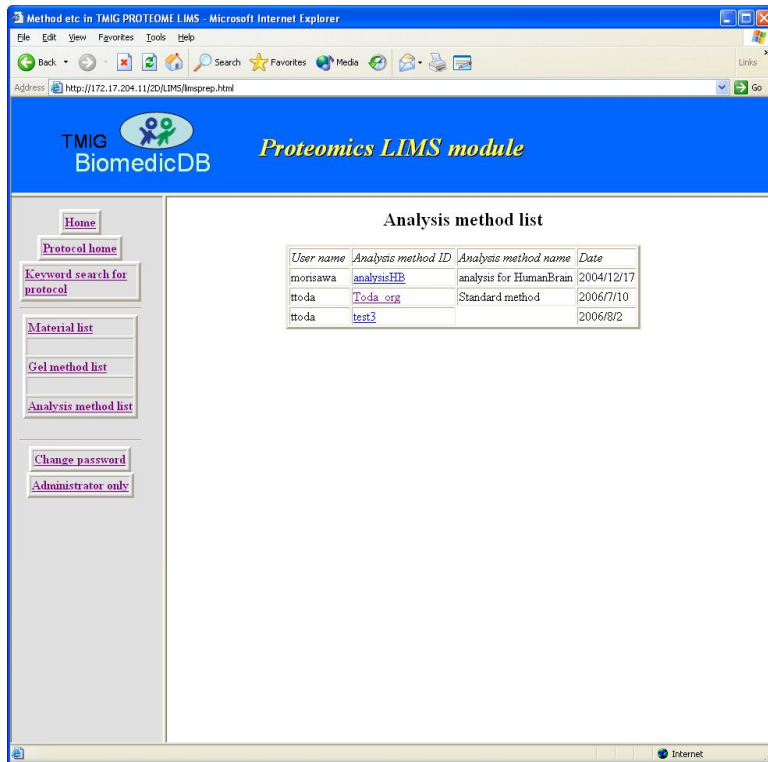 Method etc in TMIG PROTEOME LIMS - Microsoft Internet Explorer
File Edit View Favorites Tools Help
Back Search Favorites Media Links
Address http://172.17.204.11/2D/LIMS/limsprep.html Go
TMIG
BiomedicDB
Proteomics LIMS module
Home
Protocol home
Keyword search for
protocol
Material list
Gel method list
Analysis method list
Change password
Administrator only
Analysis method list
User name Analysis method ID Analysis method name Date
morisawa analysisHB analysis for HumanBrain 2004/12/17
ttoda Toda_org Standard method 2006/7/10
ttoda test3 2006/8/2
Internet